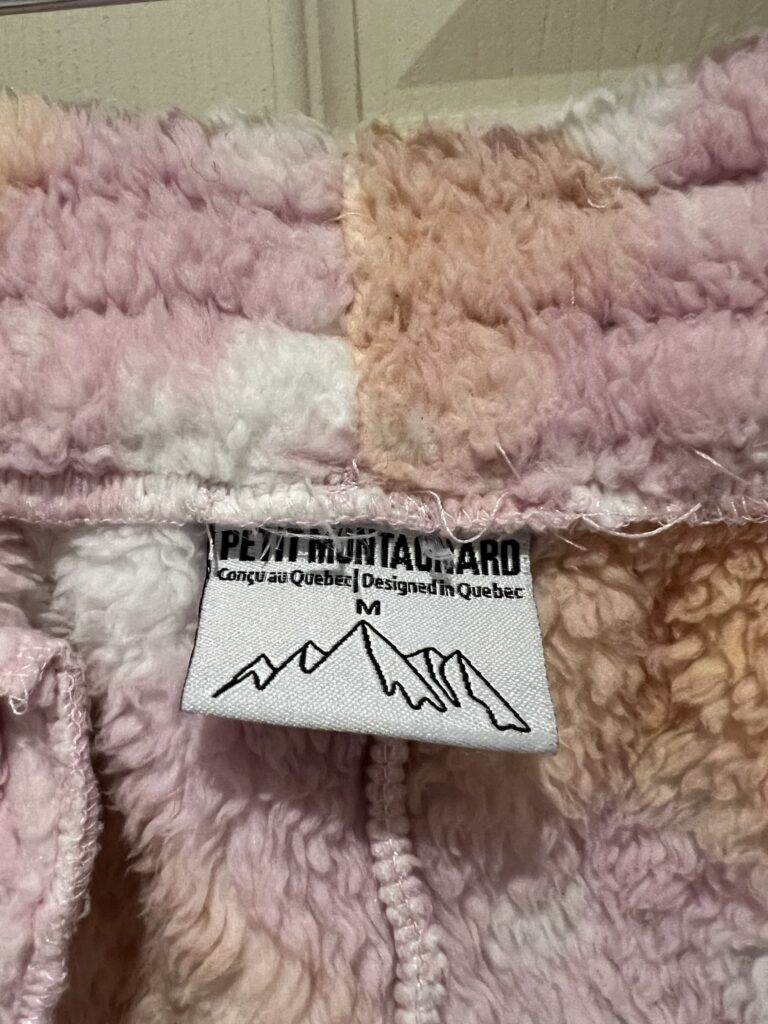 PETIT MONTAGNARD
Conçu au Quebec | Designed in Quebec
M